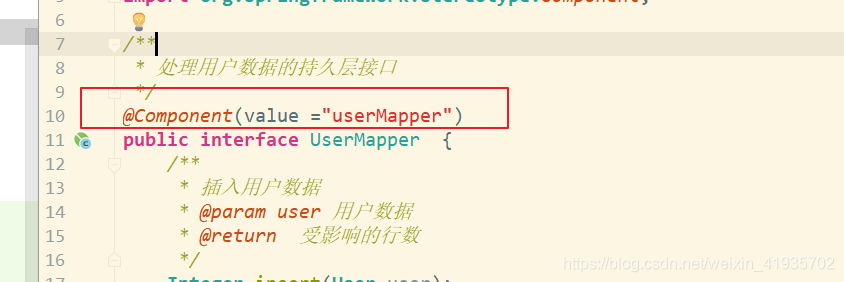 import org.springframework.stereotype.Component;
6
7 /**
8 * 处理用户数据的持久层接口
9 */
10 @Component(value ="userMapper")
11 public interface UserMapper {
12 /**
13 * 插入用户数据
14 * @param user 用户数据
15 * @return 受影响的行数
16 */
17 Integer insert(User user);
https://blog.csdn.net/weixin_41935702